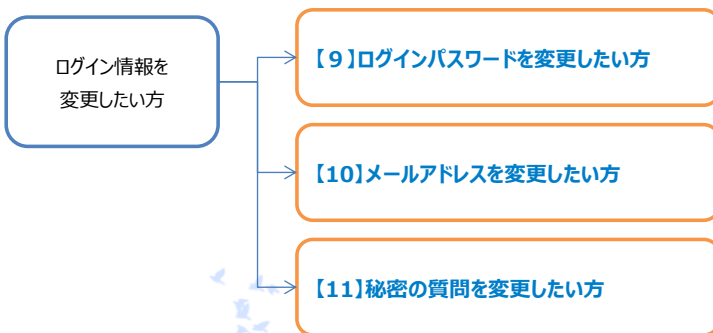 ログイン情報を
変更したい方
【９】ログインパスワードを変更したい方
【10】メールアドレスを変更したい方
【11】秘密の質問を変更したい方